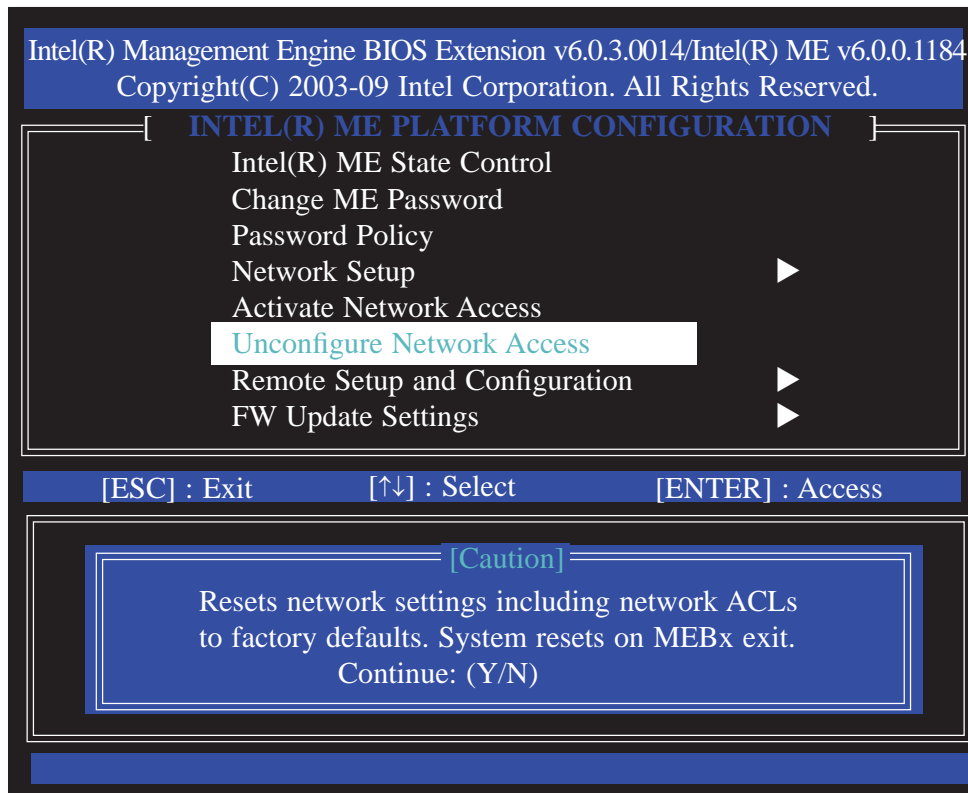 Intel(R) Management Engine BIOS Extension v6.0.3.0014/Intel(R) ME v6.0.0.1184
Copyright(C) 2003-09 Intel Corporation. All Rights Reserved.
[ INTEL(R) ME PLATFORM CONFIGURATION ]
Intel(R) ME State Control
Change ME Password
Password Policy
Network Setup ▶
Activate Network Access
Unconfigure Network Access
Remote Setup and Configuration ▶
FW Update Settings ▶
[ESC] : Exit [↑↓] : Select [ENTER] : Access
[Caution]
Resets network settings including network ACLs
to factory defaults. System resets on MEBx exit.
Continue: (Y/N)